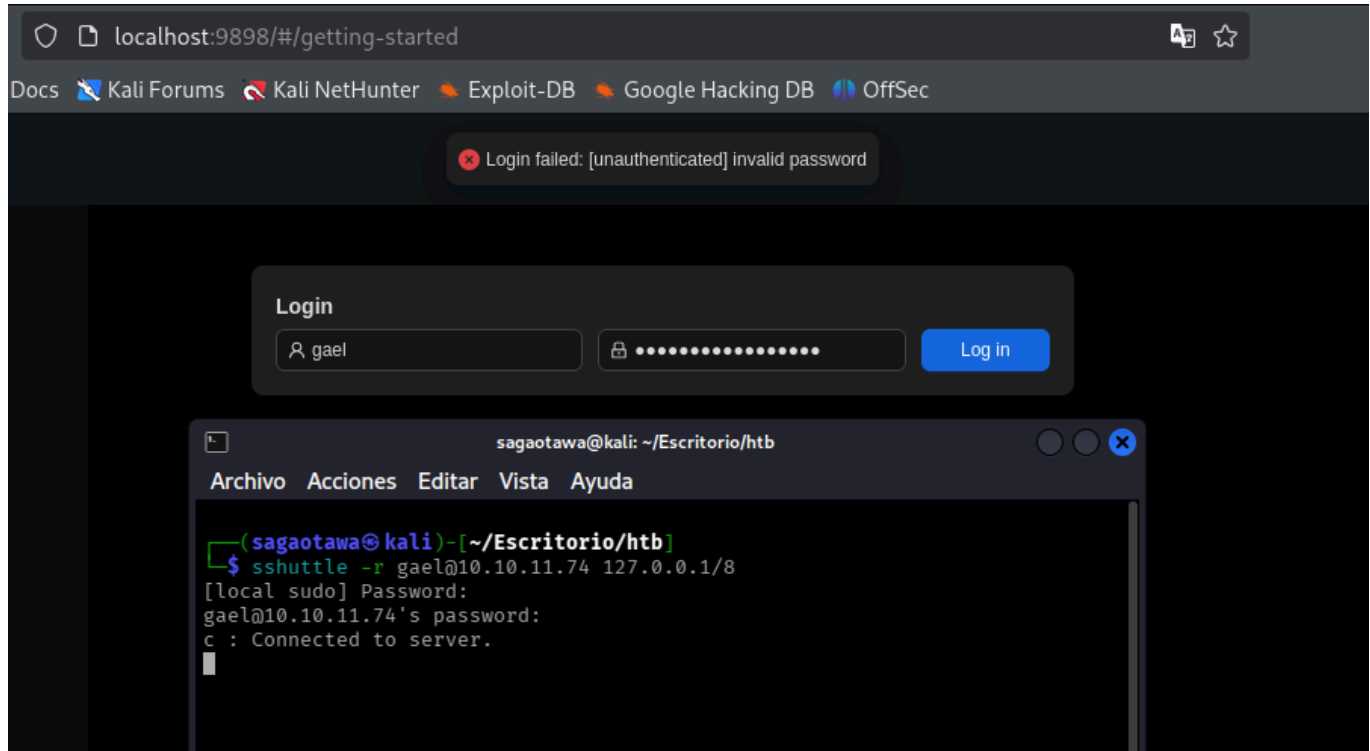 localhost:9898/#/getting-started
Docs Kali Forums Kali NetHunter Exploit-DB Google Hacking DB OffSec
Login failed: [unauthenticated] invalid password
Login
gael ••••••••••••••••• Log in
sagaotawa@kali: ~/Escritorio/htb
Archivo Acciones Editar Vista Ayuda
┌──(sagaotawa㉿kali)-[~/Escritorio/htb]
└─$ sshuttle -r gael@10.10.11.74 127.0.0.1/8
[local sudo] Password:
gael@10.10.11.74's password:
c : Connected to server.